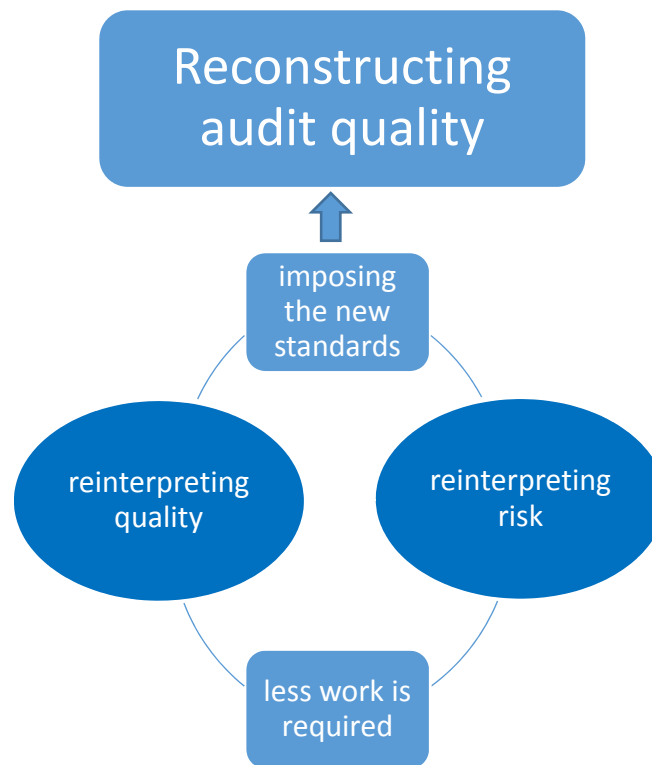 Reconstructing
audit quality
imposing
the new
standards
reinterpreting
quality
reinterpreting
risk
less work is
required